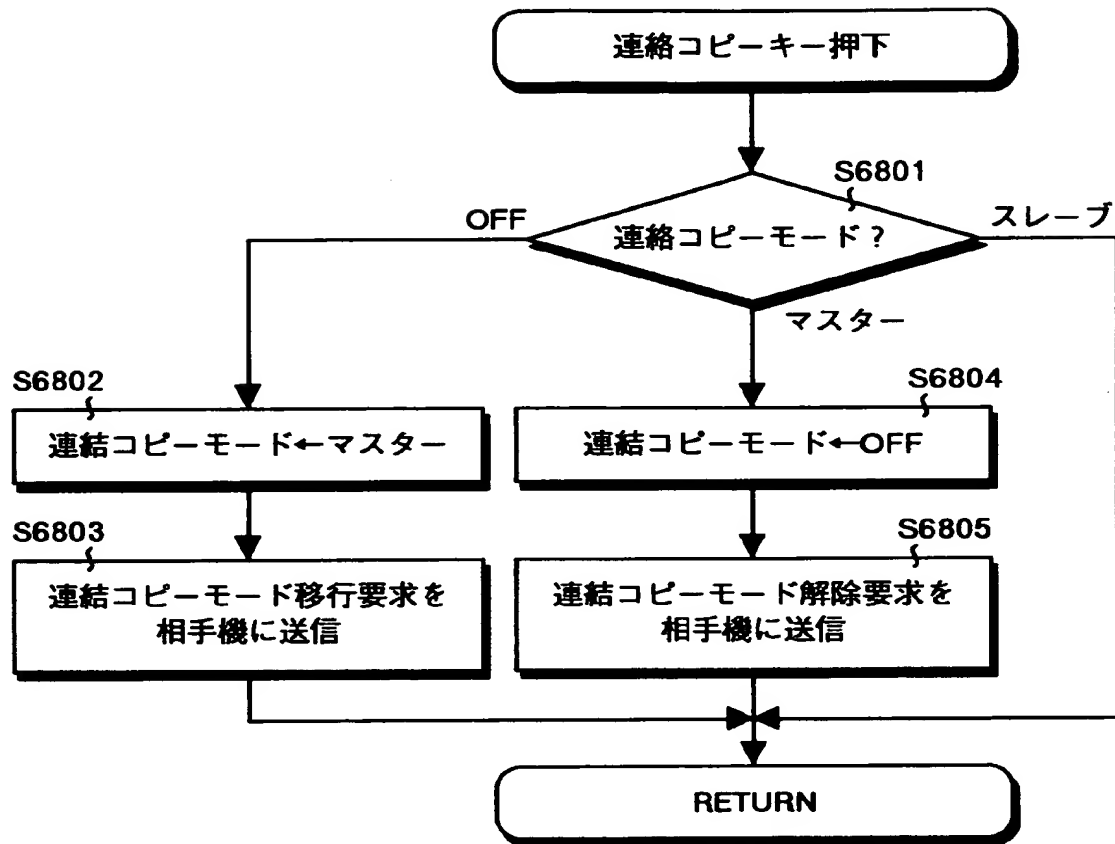 連絡コピーキー押下
S6801
OFF
連絡コピーモード？
スレーブ
マスター
S6802
連結コピーモード←マスター
S6804
連結コピーモード←OFF
S6803
連結コピーモード移行要求を
相手機に送信
S6805
連結コピーモード解除要求を
相手機に送信
RETURN